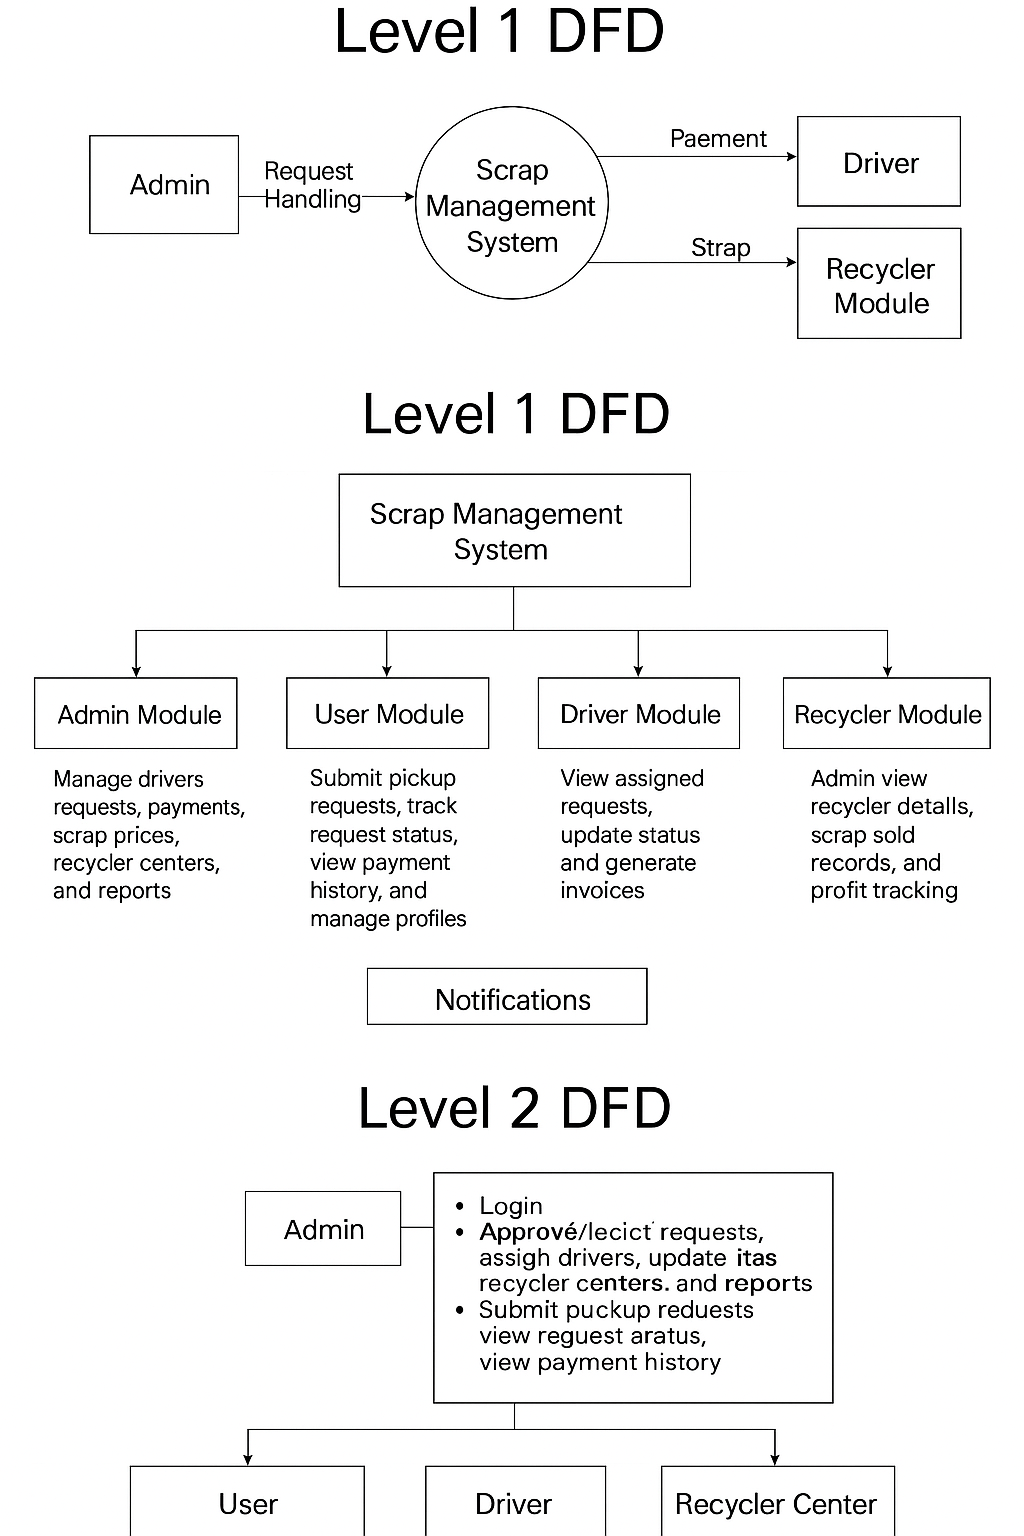 Level 1 DFD
Admin
Request
Handling
Scrap
Management
System
Paement
Driver
Strap
Recycler
Module
Level 1 DFD
Scrap Management
System
Admin Module
User Module
Driver Module
Recycler Module
Manage drivers
requests, payments,
scrap prices,
recycler centers,
and reports
Submit pickup
requests, track
request status,
view payment
history, and
manage profiles
View assigned
requests,
update status
and generate
invoices
Admin view
recycler detalls,
scrap sold
records, and
profit tracking
Notifications
Level 2 DFD
Admin
• Login
• Apprové/lecict requests,
assigh drivers, update itas
recycler centers. and reports
• Submit puckup reduests
view reguest aratus,
view payment history
User
Driver
Recycler Center